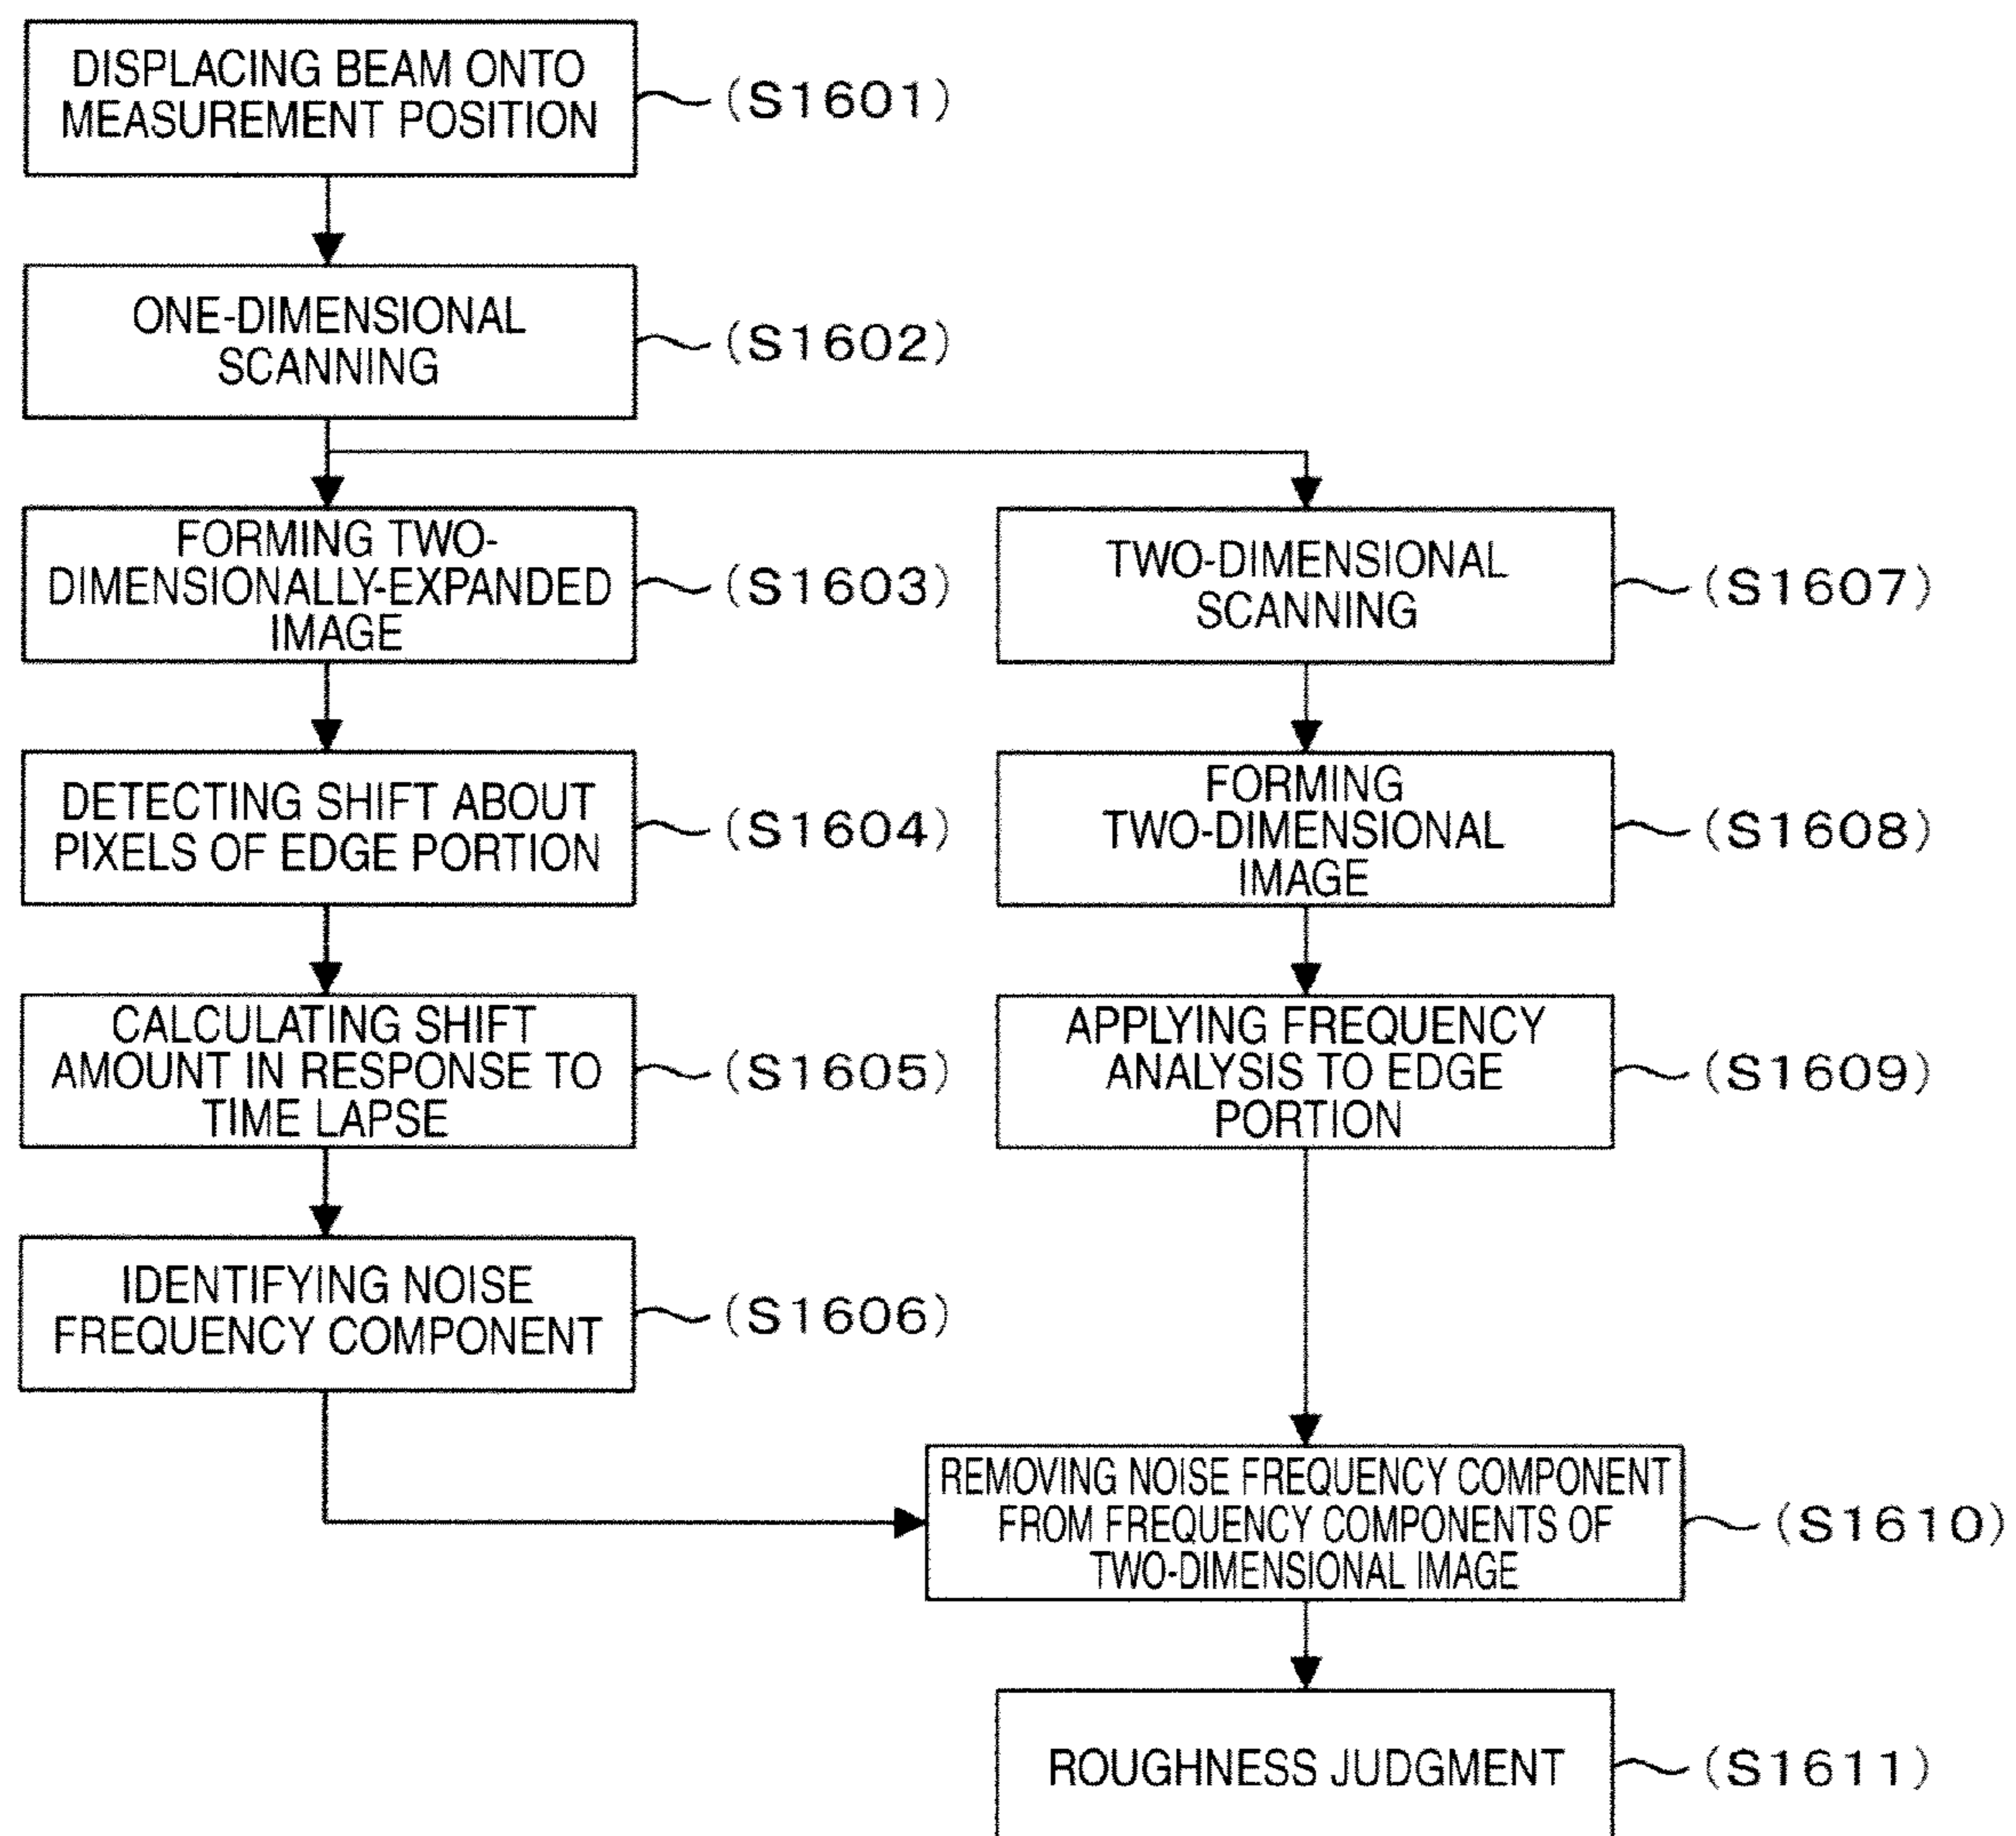 DISPLACING BEAM ONTO
MEASUREMENT POSITION
(S1601)
ONE-DIMENSIONAL
SCANNING
(S1602)
FORMING TWO-
DIMENSIONALLY-EXPANDED
IMAGE
(S1603)
DETECTING SHIFT ABOUT
PIXELS OF EDGE PORTION
(S1604)
CALCULATING SHIFT
AMOUNT IN RESPONSE TO
TIME LAPSE
(S1605)
IDENTIFYING NOISE
FREQUENCY COMPONENT
(S1606)
TWO-DIMENSIONAL
SCANNING
(S1607)
FORMING
TWO-DIMENSIONAL
IMAGE
(S1608)
APPLYING FREQUENCY
ANALYSIS TO EDGE
PORTION
(S1609)
REMOVING NOISE FREQUENCY COMPONENT
FROM FREQUENCY COMPONENTS OF
TWO-DIMENSIONAL IMAGE
(S1610)
ROUGHNESS JUDGMENT
(S1611)